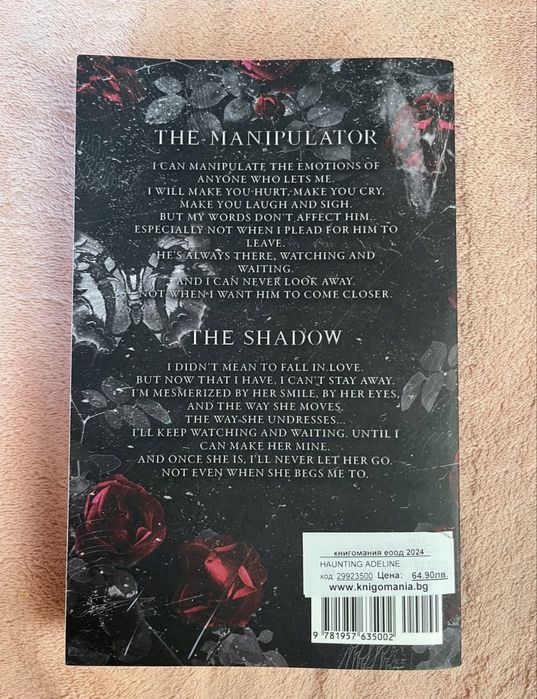 THE MANIPULATOR
I CAN MANIPULATE THE EMOTIONS OF
ANYONE WHO LETS ME.
I WILL MAKE YOU HURT, MAKE YOU CRY,
MAKE YOU LAUGH AND SIGH.
BUT MY WORDS DON'T AFFECT HIM.
ESPECIALLY NOT WHEN I PLEAD FOR HIM TO
LEAVE.
HE'S ALWAYS THERE, WATCHING AND
WAITING.
AND I CAN NEVER LOOK AWAY.
NOT WHEN I WANT HIM TO COME CLOSER.
THE SHADOW
I DIDN'T MEAN TO FALL IN LOVE.
BUT NOW THAT I HAVE, I CAN'T STAY AWAY.
I'M MESMERIZED BY HER SMILE, BY HER EYES,
AND THE WAY SHE MOVES.
THE WAY SHE UNDRESSES...
I'LL KEEP WATCHING AND WAITING. UNTIL I
CAN MAKE HER MINE.
AND ONCE SHE IS, I'LL NEVER LET HER GO.
NOT EVEN WHEN SHE BEGS ME TO.
книгомания еоод 2024
HAUNTING ADELINE
код: 29923500 Цена: 64.90лв.
www.knigomania.bg
9 781957 635002